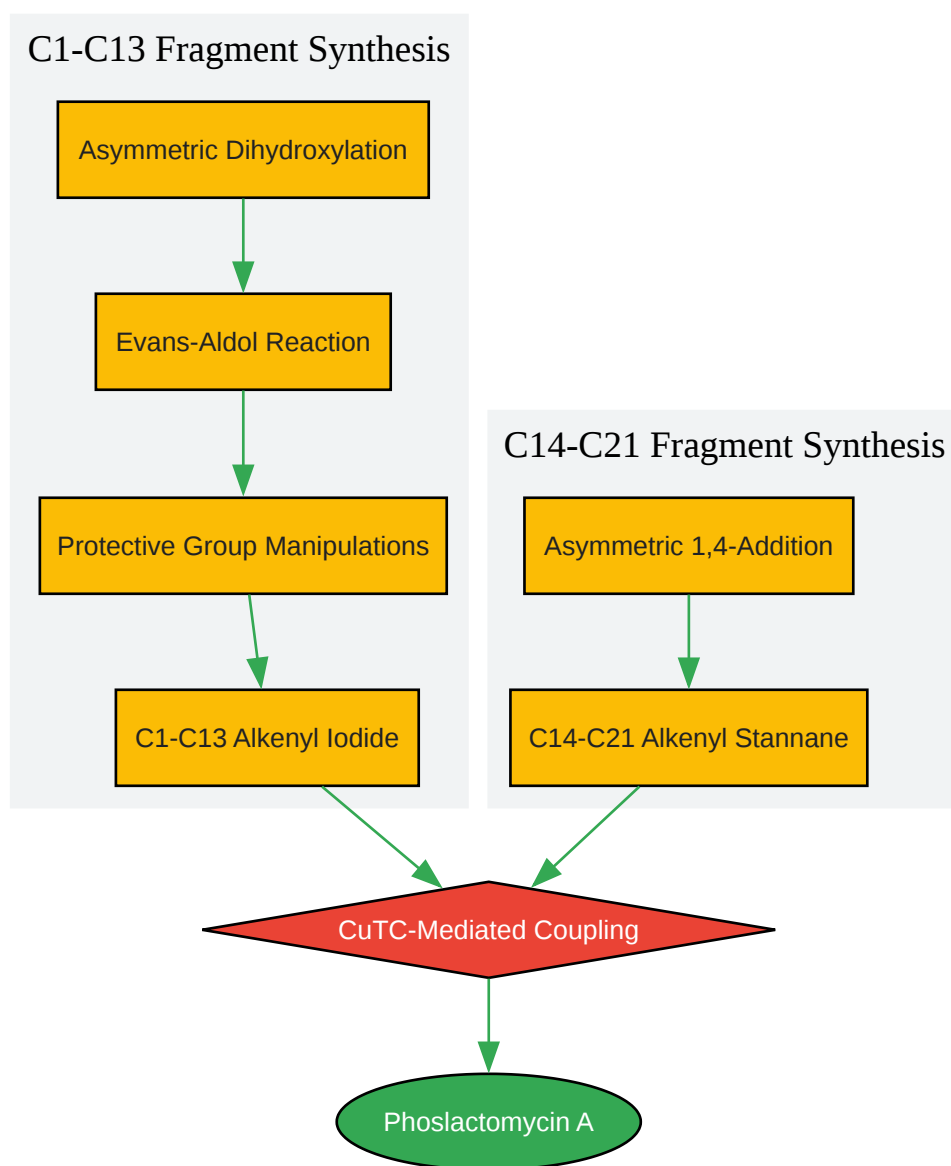 C1-C13 Fragment Synthesis
Asymmetric Dihydroxylation
Evans-Aldol Reaction
Protective Group Manipulations
C1-C13 Alkenyl Iodide
C14-C21 Fragment Synthesis
Asymmetric 1,4-Addition
C14-C21 Alkenyl Stannane
CuTC-Mediated Coupling
Phoslactomycin A